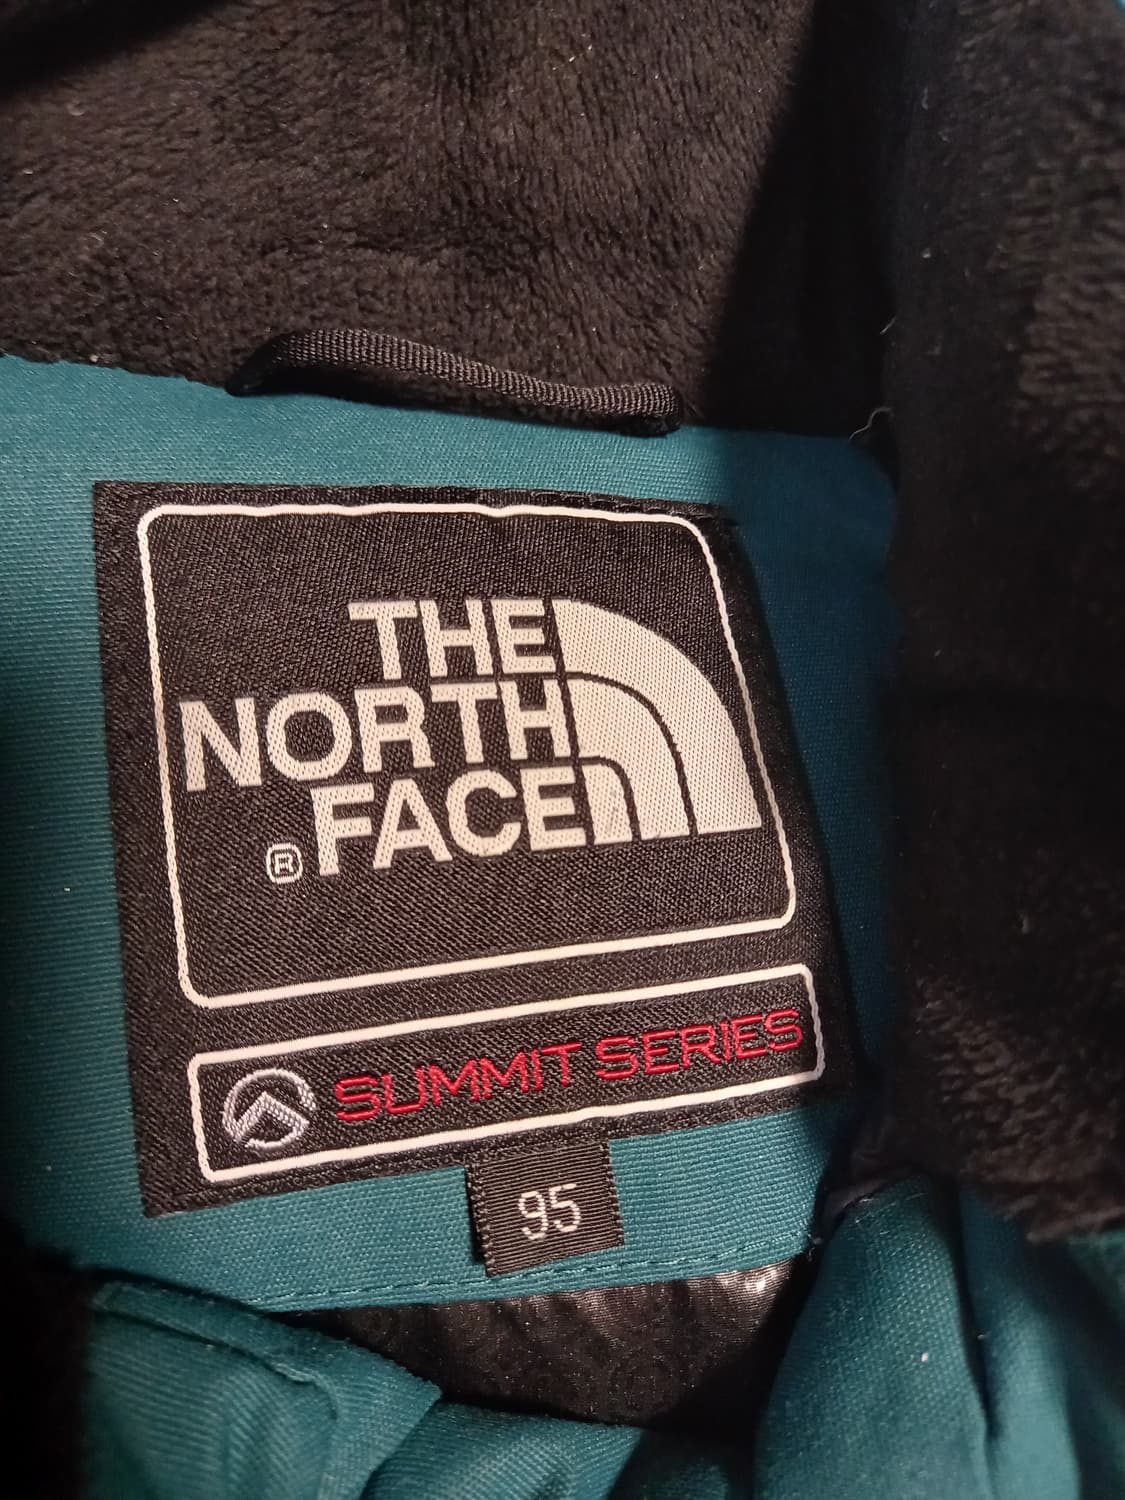 THE
NORTH
® FACE
SUMMIT SERIES
95